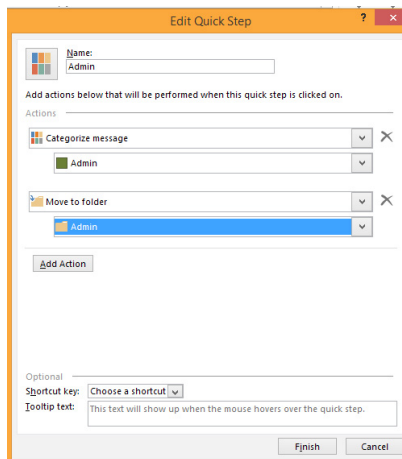 Edit Quick Step
?
Name:
Admin
Add actions below that will be performed when this quick step is clicked on.
Actions
Categorize message
Admin
Move to folder
Admin
Add Action
Optional
Shortcut key: Choose a shortcut
Tooltip text: This text will show up when the mouse hovers over the quick step.
Finish Cancel